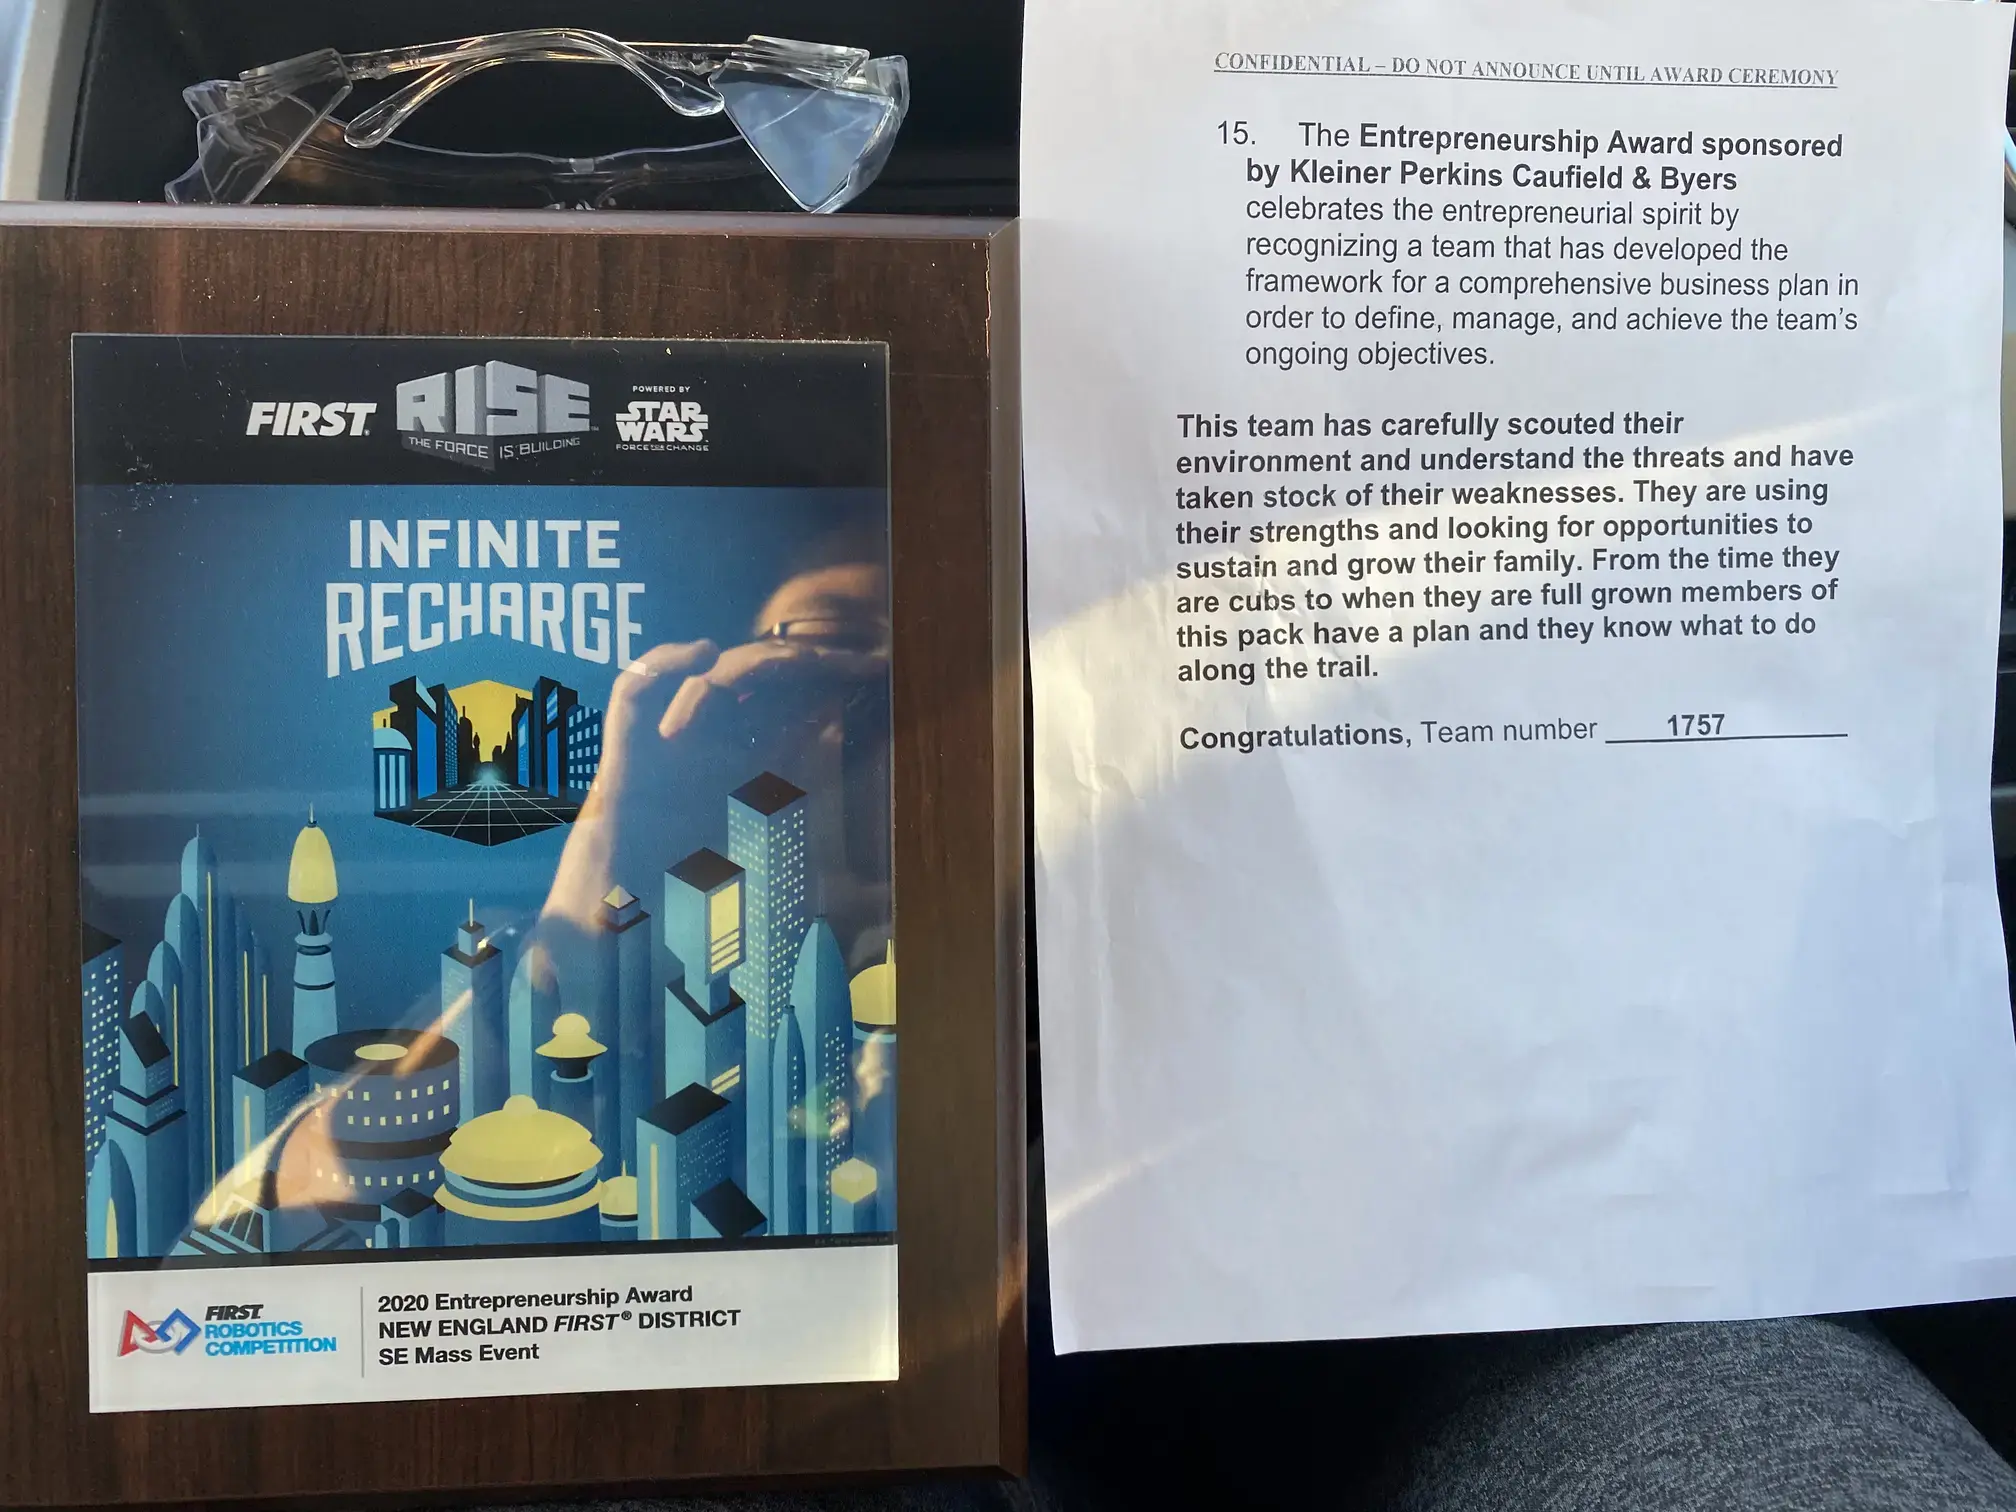 FIRST
RISE
THE FORCE IS BUILDING
POWERED BY
STAR
WARS
FORCE FOR CHANGE
INFINITE
RECHARGE
FIRST
ROBOTICS
COMPETITION
2020 Entrepreneurship Award
NEW ENGLAND FIRST® DISTRICT
SE Mass Event
CONFIDENTIAL – DO NOT ANNOUNCE UNTIL AWARD CEREMONY
15. The Entrepreneurship Award sponsored
by Kleiner Perkins Caufield & Byers
celebrates the entrepreneurial spirit by
recognizing a team that has developed the
framework for a comprehensive business plan in
order to define, manage, and achieve the team's
ongoing objectives.
This team has carefully scouted their
environment and understand the threats and have
taken stock of their weaknesses. They are using
their strengths and looking for opportunities to
sustain and grow their family. From the time they
are cubs to when they are full grown members of
this pack have a plan and they know what to do
along the trail.
Congratulations, Team number 1757